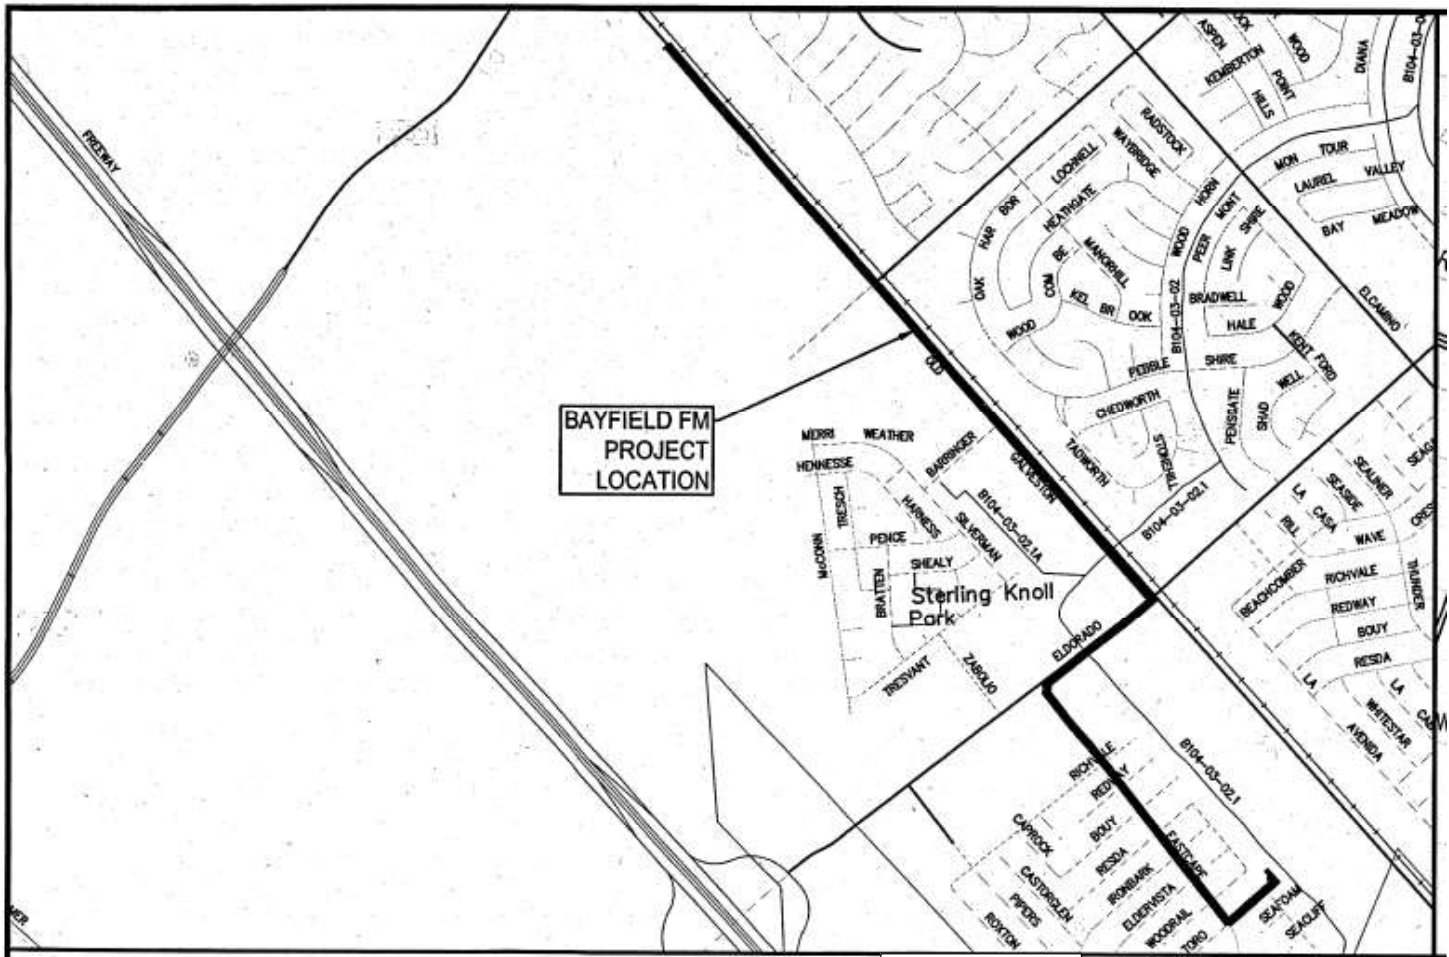 FREEWAY
BAYFIELD FM
PROJECT
LOCATION
OLD
GALVESTON
ASPEN
KEMBERTON
HILLS
POINT
WOOD
DIANA
RADSTOCK
WAYBRIDGE
LOCHNELL
HEATHGATE
OAK HAR BOR
MANORHILL
COM BE
KEL BR OOK
WOOD
WOOD HORN
PEER MONT
LINK SHIRE
B104-03-02
BRADWELL
HALE WOOD
MON TOUR
LAUREL VALLEY
BAY MEADOW
ELCAMINO
KENT FORD
PEBBLE SHIRE
CHEDWORTH
TADWORTH
STONEHILL
PENSGATE
SHAD WELL
B104-03-02.1
MERRI WEATHER
HENNESSE
BARRINGER
TRESCH
HARNESS
SILVERMAN
B104-03-02.1A
McCONN
PENCE
SHEALY
BRATTEN
Sterling Knoll
Park
TRESVANT
ZABOLIO
ELDORADO
SEALINER
SEASIDE
LA CASA
RILL
WAVE CRES
BEACHCOMBER
RICHVALE
REDWAY
BOUY
RESDA
THUNDER
LA
AVENIDA
WHITESTAR
LA
B104-03-02.1
RICHVALE
REDWAY
CAPROCK
BOUY
RESDA
IRONBARK
ELDERVISTA
WOODRAIL
TORO
EASTCAPE
CASTORGLEN
PIPERS
ROXTON
SEAFOAM
SEACLIFF